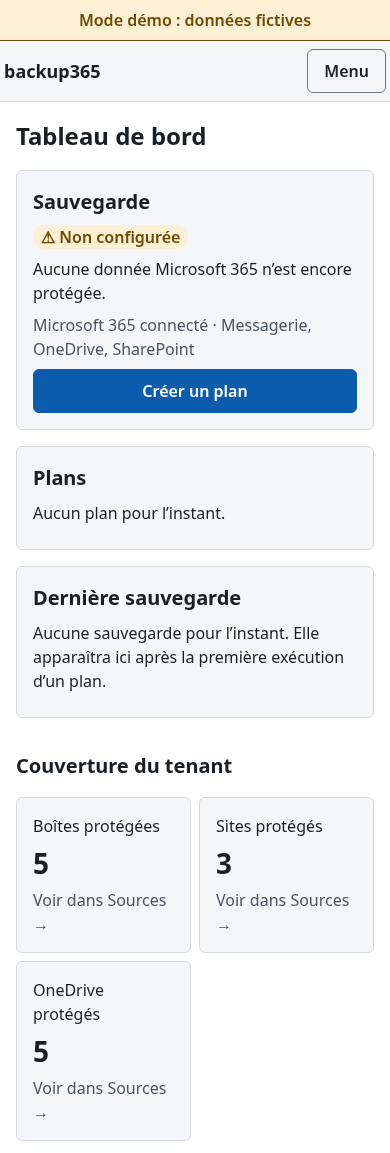 Mode démo : données fictives
backup365
Menu
Tableau de bord
Sauvegarde
⚠ Non configurée
Aucune donnée Microsoft 365 n’est encore
protégée.
Microsoft 365 connecté · Messagerie,
OneDrive, SharePoint
Créer un plan
Plans
Aucun plan pour l’instant.
Dernière sauvegarde
Aucune sauvegarde pour l’instant. Elle
apparaîtra ici après la première exécution
d’un plan.
Couverture du tenant
Boîtes protégées
5
Voir dans Sources
→
Sites protégés
3
Voir dans Sources
→
OneDrive
protégés
5
Voir dans Sources
→